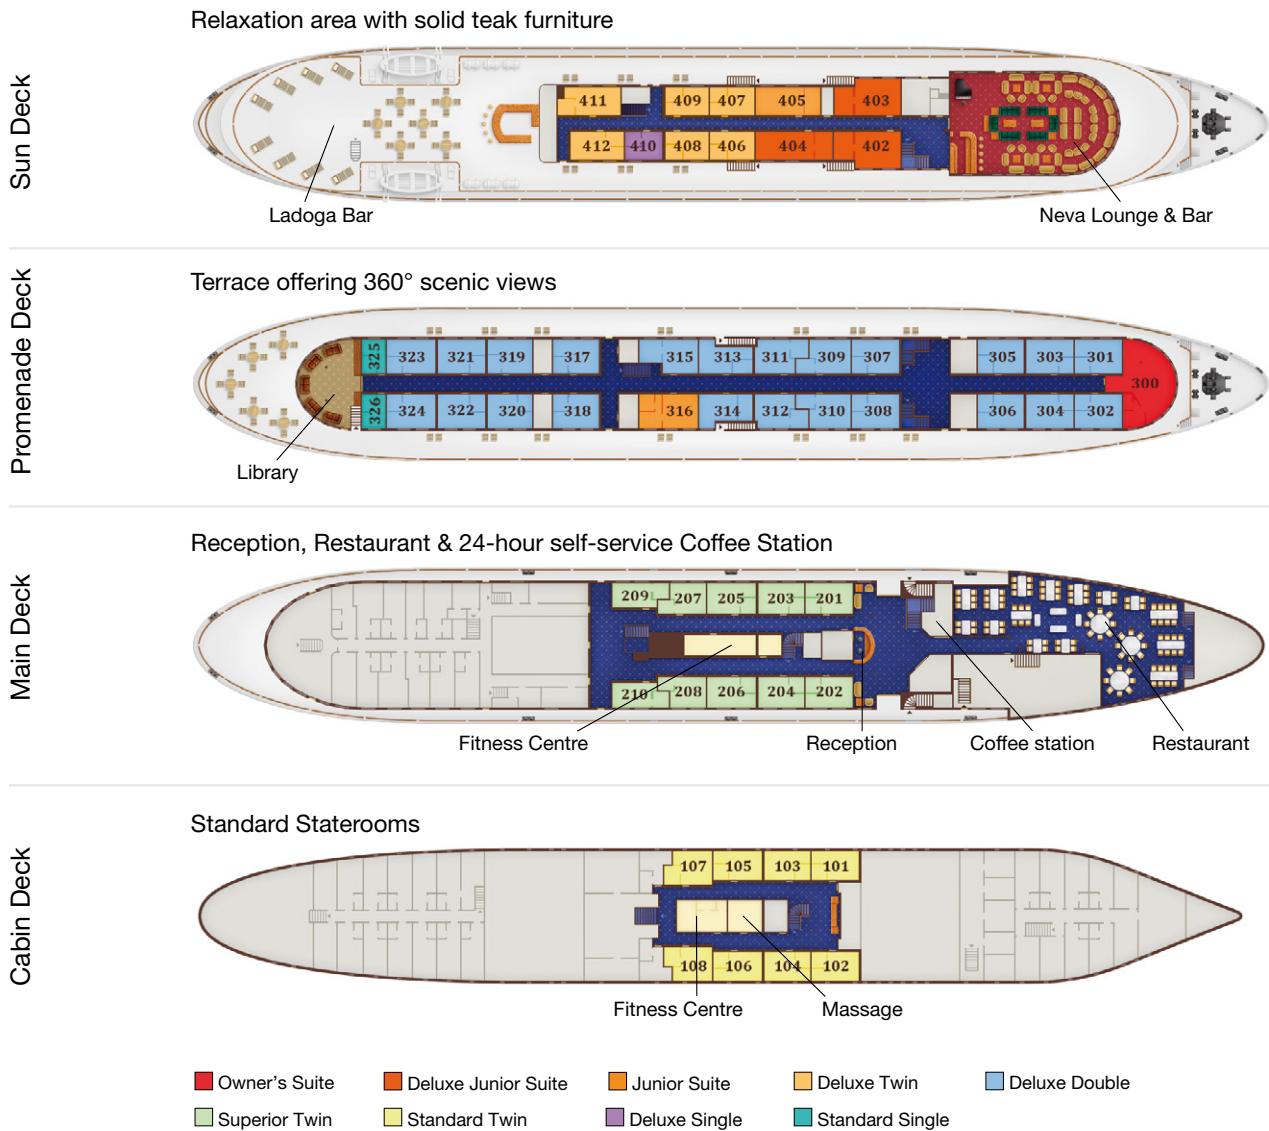 Relaxation area with solid teak furniture
Sun Deck
411 409 407 405 403
412 410 408 406 404 402
Ladoga Bar
Neva Lounge & Bar
Terrace offering 360° scenic views
Promenade Deck
325 323 321 319 317 315 313 311 309 307 305 303 301
300
326 324 322 320 318 316 314 312 310 308 306 304 302
Library
Reception, Restaurant & 24-hour self-service Coffee Station
Main Deck
209 207 205 203 201
210 208 206 204 202
Fitness Centre
Reception
Coffee station
Restaurant
Standard Staterooms
Cabin Deck
107 105 103 101
108 106 104 102
Fitness Centre
Massage
Owner's Suite
Deluxe Junior Suite
Junior Suite
Deluxe Twin
Deluxe Double
Superior Twin
Standard Twin
Deluxe Single
Standard Single